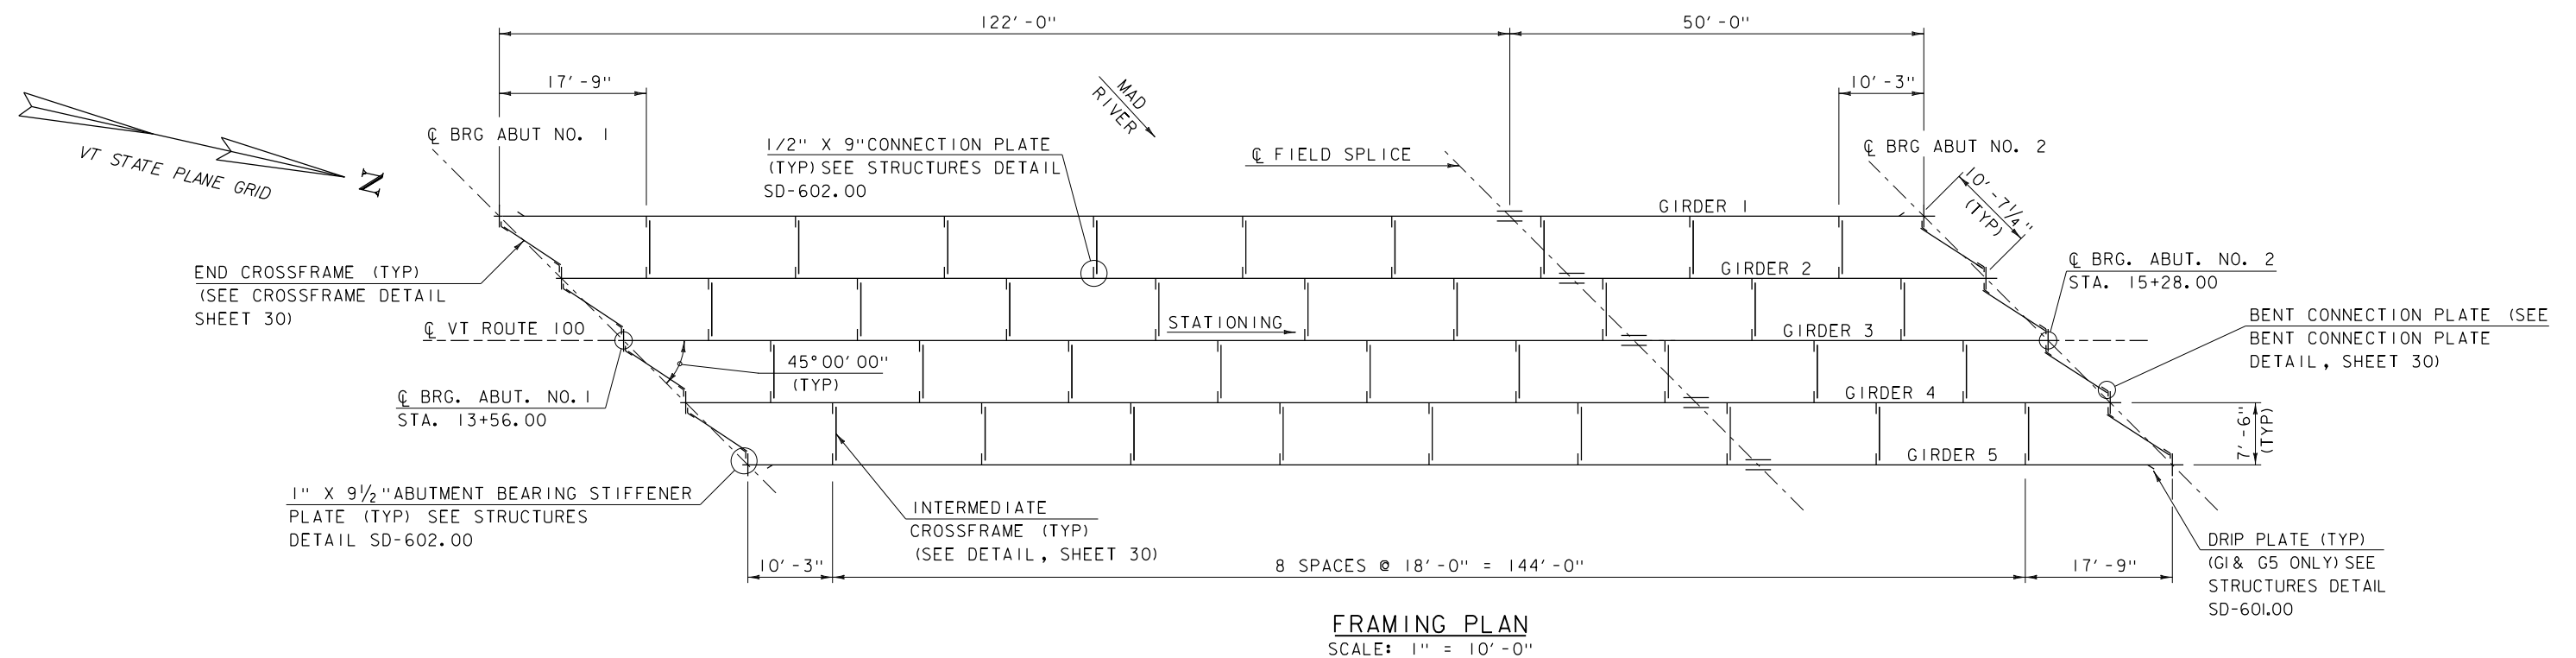 122'-0"
50'-0"
17'-9"
10'-3"
℄ BRG ABUT NO. 1
MAD
RIVER
℄ BRG ABUT NO. 2
1/2" X 9"CONNECTION PLATE
(TYP) SEE STRUCTURES DETAIL
SD-602.00
℄ FIELD SPLICE
VT STATE PLANE GRID
N
10'-7 1/4"
(TYP)
GIRDER 1
END CROSSFRAME (TYP)
(SEE CROSSFRAME DETAIL
SHEET 30)
GIRDER 2
℄ BRG. ABUT. NO. 2
STA. 15+28.00
℄ VT ROUTE 100
STATIONING
GIRDER 3
BENT CONNECTION PLATE (SEE
BENT CONNECTION PLATE
DETAIL, SHEET 30)
45°00'00"
(TYP)
℄ BRG. ABUT. NO. 1
STA. 13+56.00
GIRDER 4
7'-6"
(TYP)
GIRDER 5
1" X 9 1/2"ABUTMENT BEARING STIFFENER
PLATE (TYP) SEE STRUCTURES
DETAIL SD-602.00
INTERMEDIATE
CROSSFRAME (TYP)
(SEE DETAIL, SHEET 30)
DRIP PLATE (TYP)
(G1& G5 ONLY) SEE
STRUCTURES DETAIL
SD-601.00
10'-3"
8 SPACES @ 18'-0" = 144'-0"
17'-9"
FRAMING PLAN
SCALE: 1" = 10'-0"